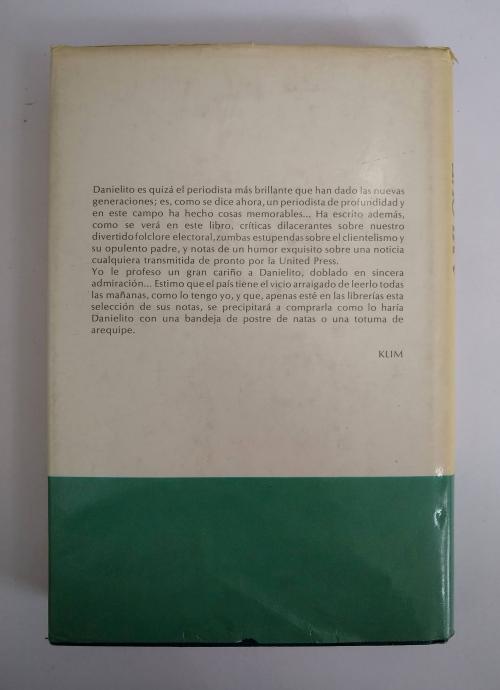 Danielito es quizá el periodista más brillante que han dado las nuevas
generaciones; es, como se dice ahora, un periodista de profundidad y
en este campo ha hecho cosas memorables... Ha escrito además,
como se verá en este libro, críticas dilacerantes sobre nuestro
divertido folclore electoral, zumbas estupendas sobre el clientelismo y
su opulento padre, y notas de un humor exquisito sobre una noticia
cualquiera transmitida de pronto por la United Press.
Yo le profeso un gran cariño a Danielito, doblado en sincera
admiración... Estimo que el país tiene el vicio arraigado de leerlo todas
las mañanas, como lo tengo yo, y que, apenas esté en las librerías esta
selección de sus notas, se precipitará a comprarla como lo haría
Danielito con una bandeja de postre de natas o una totuma de
arequipe.
KLIM